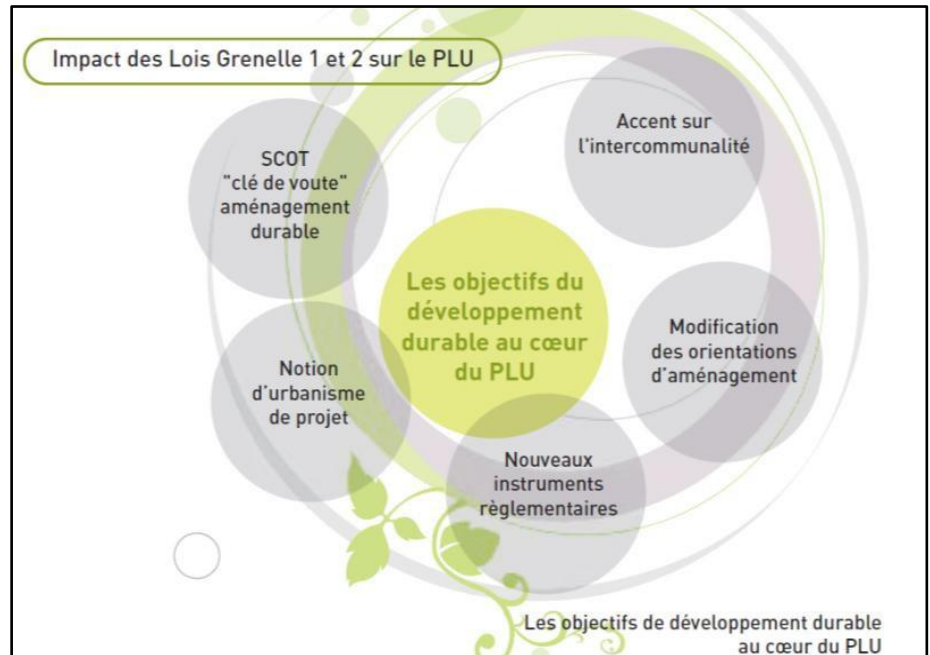 Impact des Lois Grenelle 1 et 2 sur le PLU
SCOT
"clé de voute"
aménagement
durable
Accent sur
l'intercommunalité
Les objectifs du
développement
durable au cœur
du PLU
Modification
des orientations
d'aménagement
Notion
d'urbanisme
de projet
Nouveaux
instruments
règlementaires
Les objectifs de développement durable
au cœur du PLU